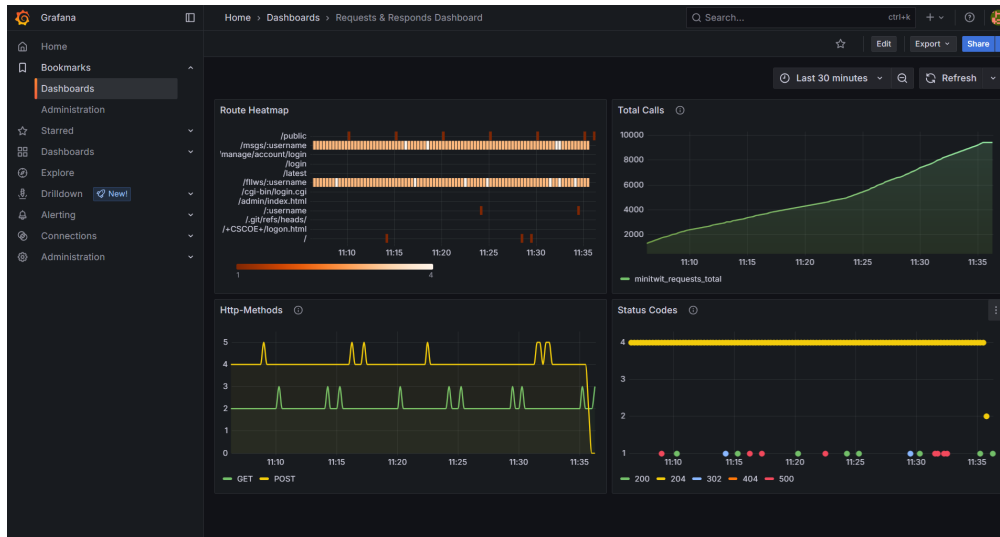 Grafana
Home › Dashboards › Requests & Responds Dashboard
Search...
ctrl+k
Home
Bookmarks
Dashboards
Administration
Starred
Dashboards
Explore
Drilldown
New!
Alerting
Connections
Administration
Edit
Export
Share
Last 30 minutes
Refresh
Route Heatmap
/public
/msgs/:username
'manage/account/login
/login
/latest
/fllws/:username
/cgi-bin/login.cgi
/admin/index.html
/:username
/.git/refs/heads/
/+CSCOE+/logon.html
/
11:10 11:15 11:20 11:25 11:30 11:35
1 4
Total Calls
10000
8000
6000
4000
2000
11:10 11:15 11:20 11:25 11:30 11:35
minitwit_requests_total
Http-Methods
5
4
3
2
1
0
11:10 11:15 11:20 11:25 11:30 11:35
GET POST
Status Codes
4
3
2
1
11:10 11:15 11:20 11:25 11:30 11:35
200 204 302 404 500